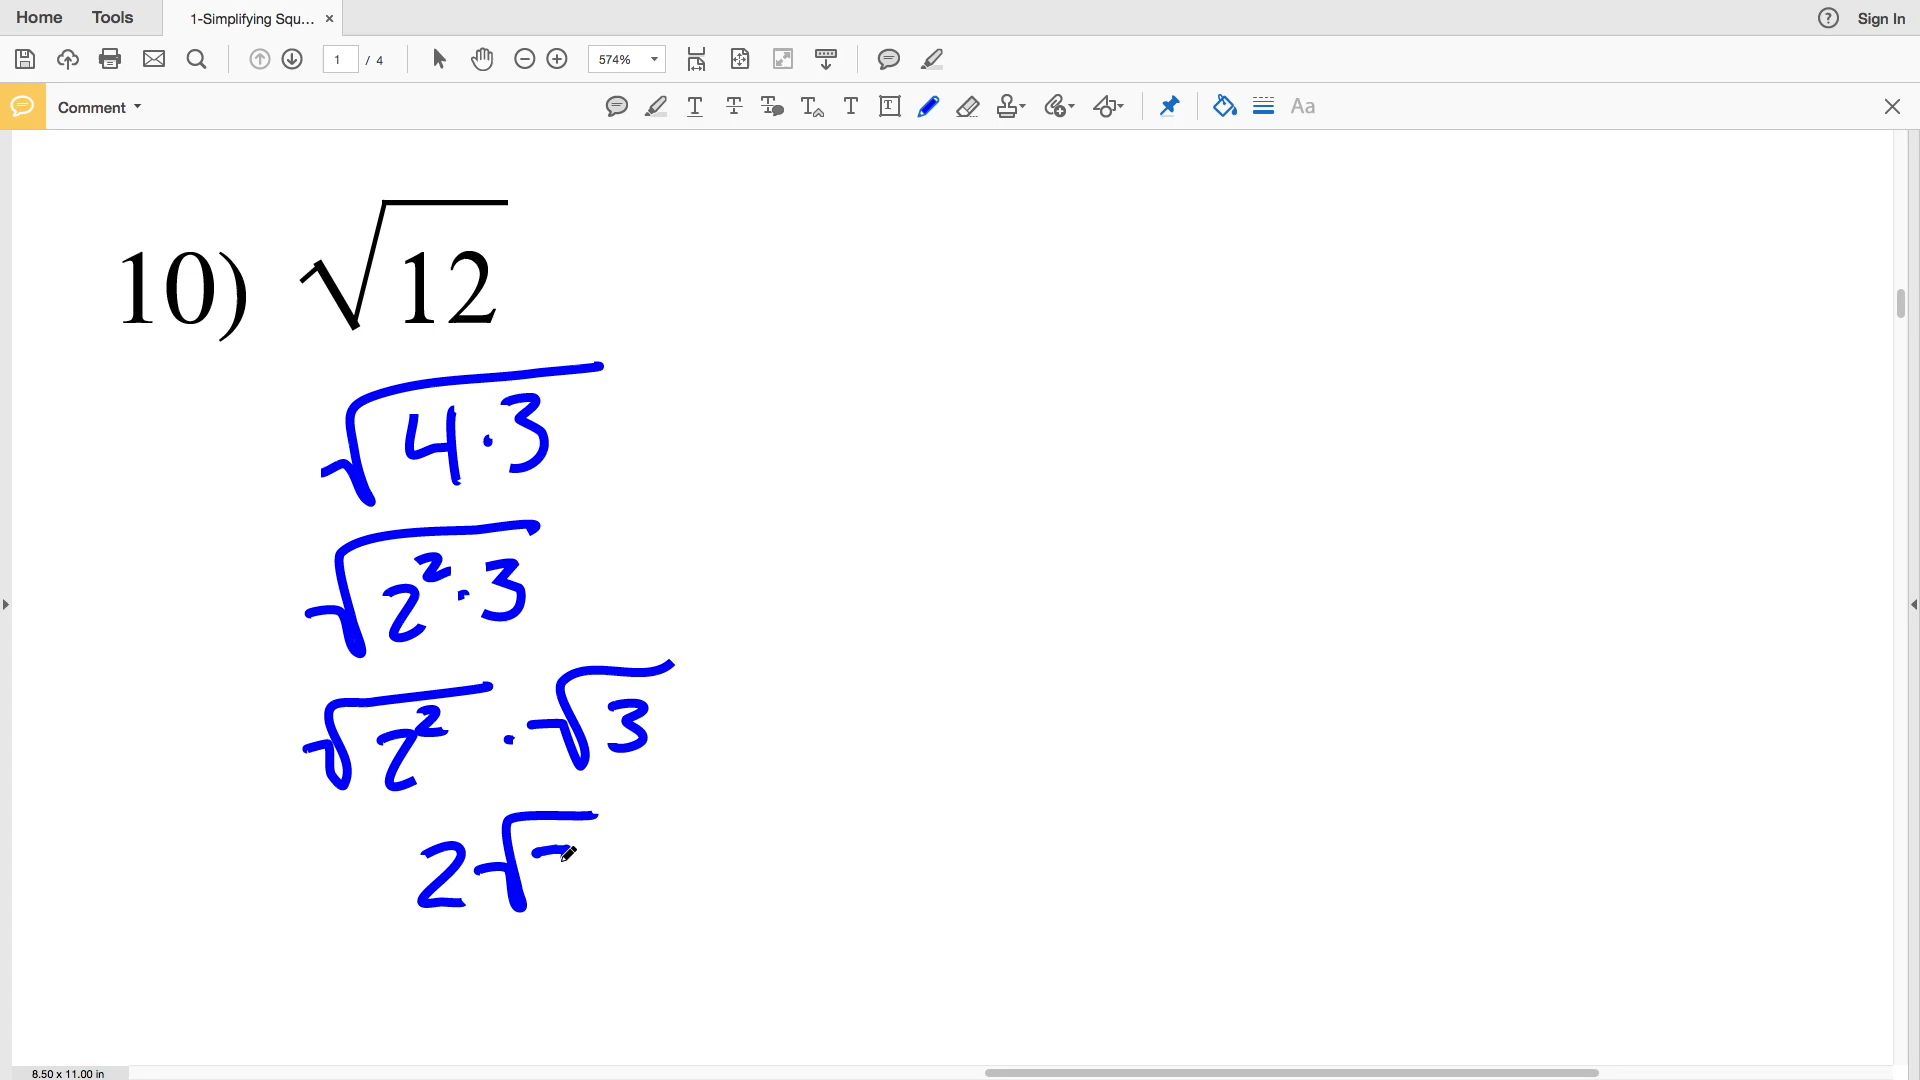 Home Tools 1-Simplifying Squ... × ? Sign In
1 / 4 574%
Comment Aa
10) √12
√4·3
√2²·3
√2² · √3
2√
8.50 x 11.00 in